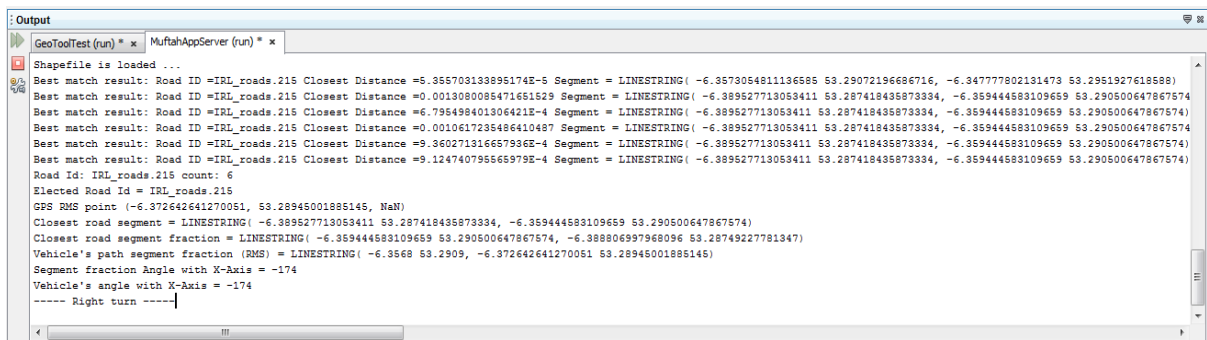 Output
GeoToolTest (run) * x MuftahAppServer (run) * x
Shapefile is loaded ...
Best match result: Road ID =IRL_roads.215 Closest Distance =5.355703133895174E-5 Segment = LINESTRING( -6.3573054811136585 53.29072196686716, -6.347777802131473 53.2951927618588)
Best match result: Road ID =IRL_roads.215 Closest Distance =0.0013080085471651529 Segment = LINESTRING( -6.389527713053411 53.287418435873334, -6.359444583109659 53.290500647867574
Best match result: Road ID =IRL_roads.215 Closest Distance =6.795498401306421E-4 Segment = LINESTRING( -6.389527713053411 53.287418435873334, -6.359444583109659 53.290500647867574)
Best match result: Road ID =IRL_roads.215 Closest Distance =0.0010617235486410487 Segment = LINESTRING( -6.389527713053411 53.287418435873334, -6.359444583109659 53.290500647867574
Best match result: Road ID =IRL_roads.215 Closest Distance =9.360271316657936E-4 Segment = LINESTRING( -6.389527713053411 53.287418435873334, -6.359444583109659 53.290500647867574)
Best match result: Road ID =IRL_roads.215 Closest Distance =9.124740795565979E-4 Segment = LINESTRING( -6.389527713053411 53.287418435873334, -6.359444583109659 53.290500647867574)
Road Id: IRL_roads.215 count: 6
Elected Road Id = IRL_roads.215
GPS RMS point (-6.372642641270051, 53.28945001885145, NaN)
Closest road segment = LINESTRING( -6.389527713053411 53.287418435873334, -6.359444583109659 53.290500647867574)
Closest road segment fraction = LINESTRING( -6.359444583109659 53.290500647867574, -6.388806997968096 53.28749227781347)
Vehicle's path segment fraction (RMS) = LINESTRING( -6.3568 53.2909, -6.372642641270051 53.28945001885145)
Segment fraction Angle with X-Axis = -174
Vehicle's angle with X-Axis = -174
----- Right turn -----